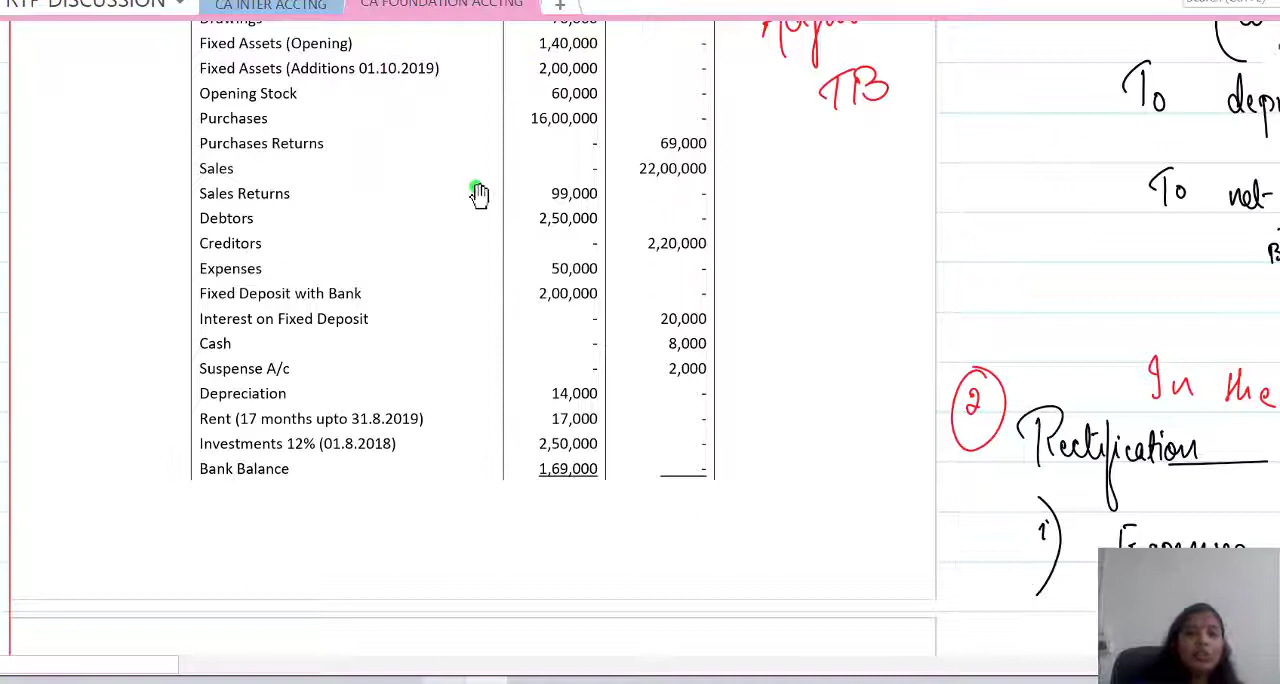 RTP DISCUSSION
CA INTER ACCTNG
CA FOUNDATION ACCTNG
Drawings
Fixed Assets (Opening) 1,40,000 -
Fixed Assets (Additions 01.10.2019) 2,00,000 -
Opening Stock 60,000 -
Purchases 16,00,000 -
Purchases Returns - 69,000
Sales - 22,00,000
Sales Returns 99,000 -
Debtors 2,50,000 -
Creditors - 2,20,000
Expenses 50,000 -
Fixed Deposit with Bank 2,00,000 -
Interest on Fixed Deposit - 20,000
Cash - 8,000
Suspense A/c - 2,000
Depreciation 14,000 -
Rent (17 months upto 31.8.2019) 17,000 -
Investments 12% (01.8.2018) 2,50,000 -
Bank Balance 1,69,000 -
TB
To
To net
2 In the
Rectification
i)